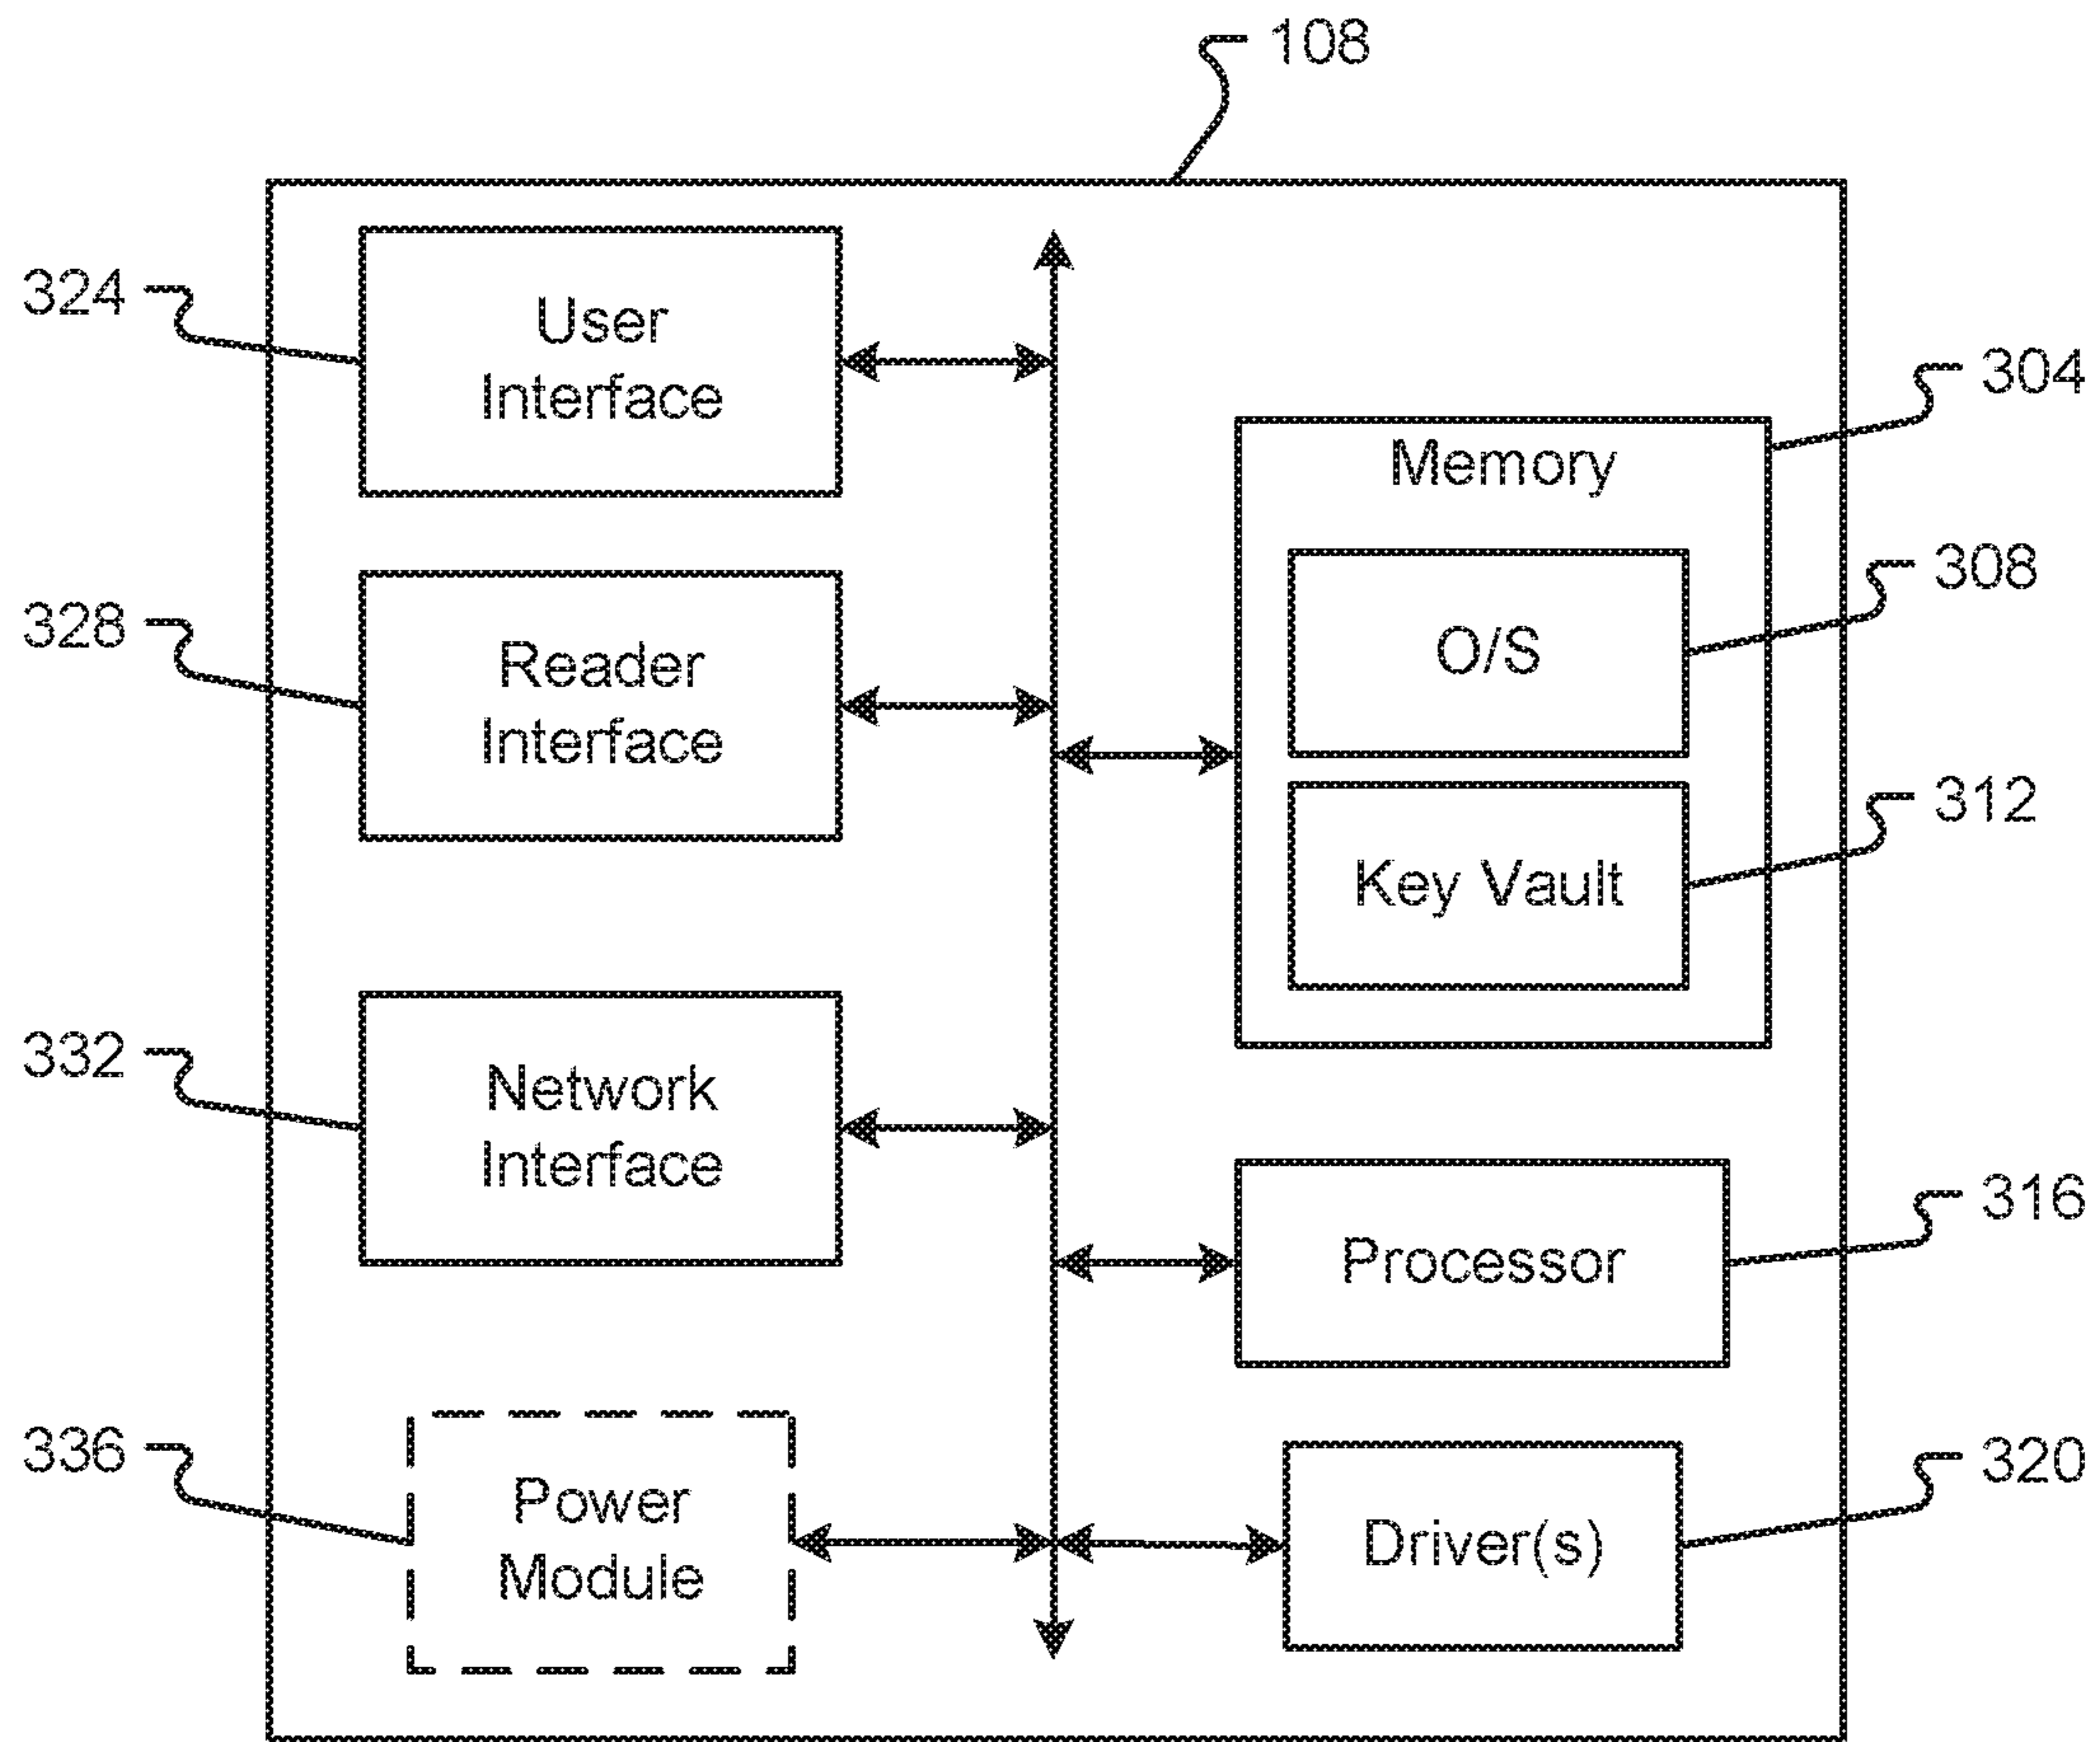 108
324
User
Interface
304
Memory
308
O/S
328
Reader
Interface
312
Key Vault
332
Network
Interface
316
Processor
336
Power
Module
320
Driver(s)